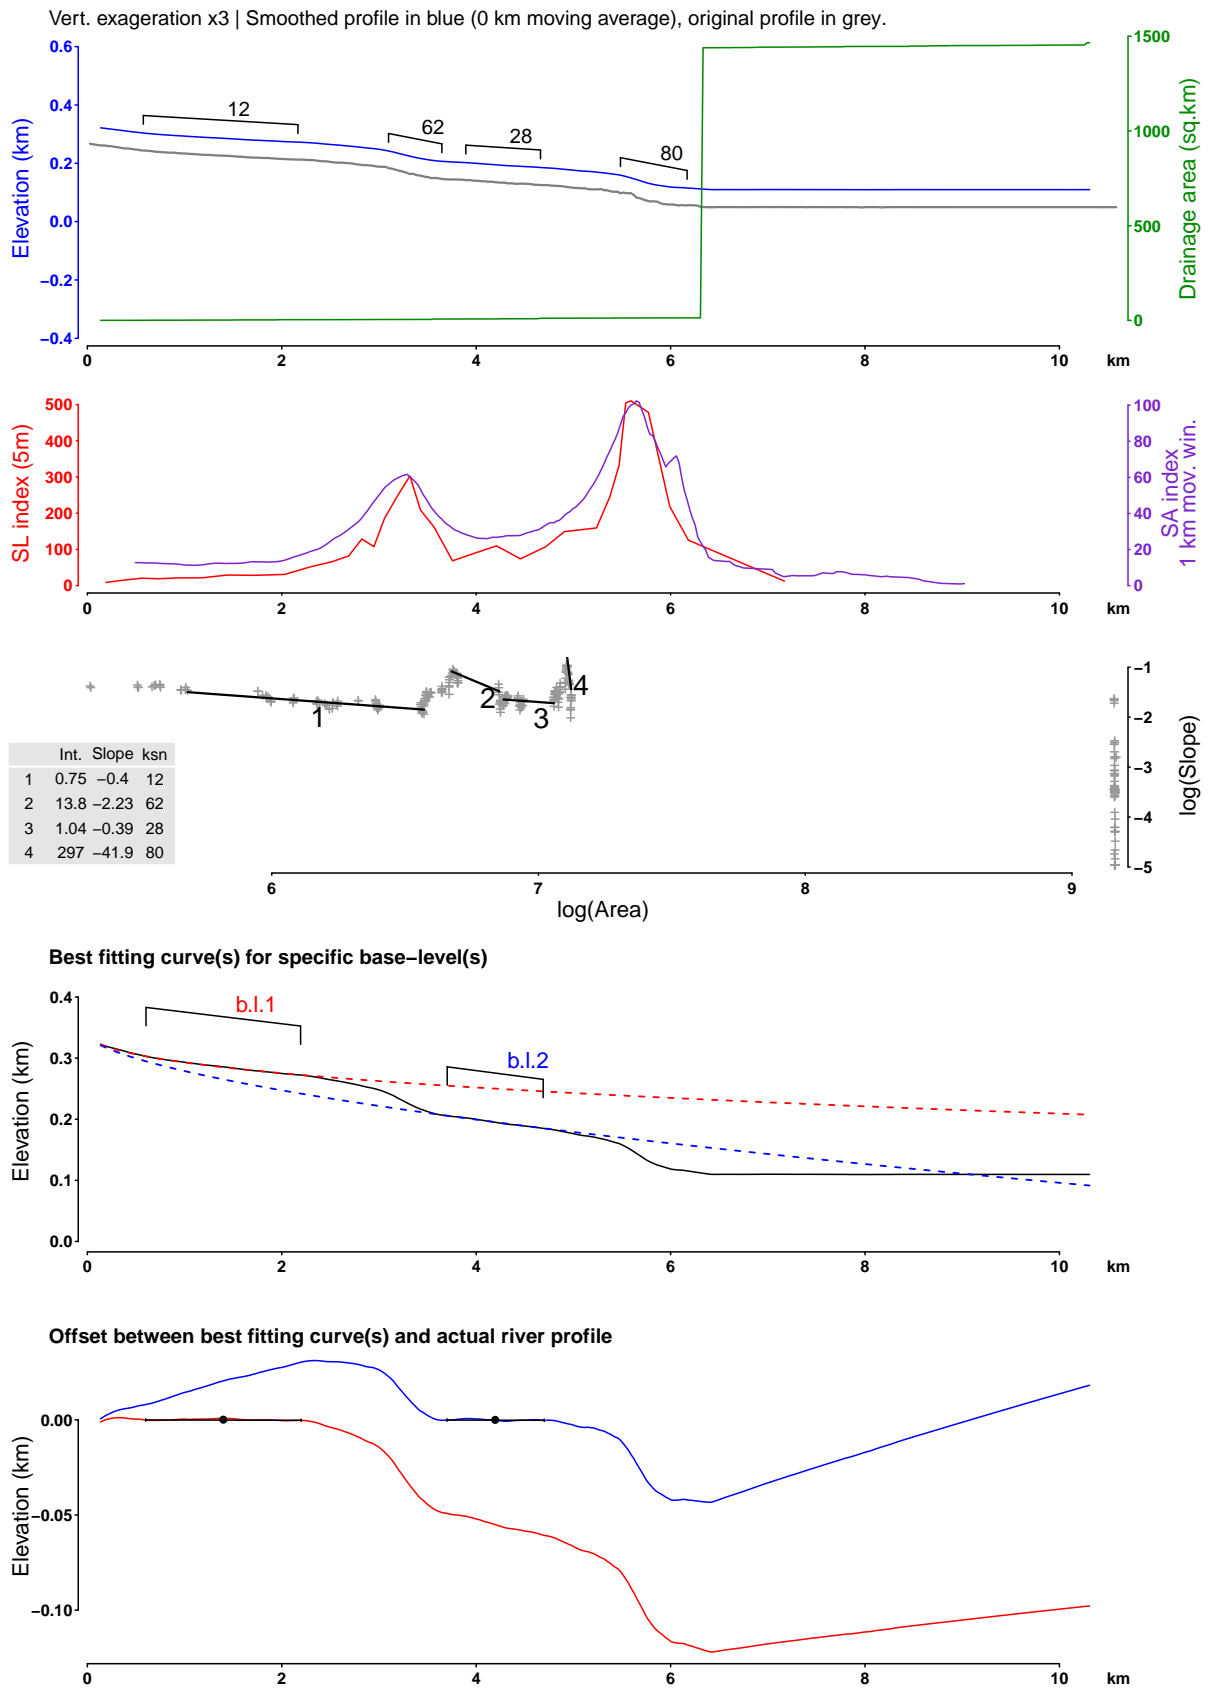 Vert. exageration x3 | Smoothed profile in blue (0 km moving average), original profile in grey.
0.6
0.4
0.2
0.0
−0.2
−0.4
Elevation (km)
12
62
28
80
1500
1000
500
0
Drainage area (sq.km)
0 2 4 6 8 10 km
500
400
300
200
100
0
SL index (5m)
100
80
60
40
20
0
SA index
1 km mov. win.
0 2 4 6 8 10 km
1
2
3
4
−1
−2
−3
−4
−5
log(Slope)
Int. Slope ksn
1 0.75 −0.4 12
2 13.8 −2.23 62
3 1.04 −0.39 28
4 297 −41.9 80
6 7 8 9
log(Area)
Best fitting curve(s) for specific base−level(s)
0.4
0.3
0.2
0.1
0.0
Elevation (km)
b.l.1
b.l.2
0 2 4 6 8 10 km
Offset between best fitting curve(s) and actual river profile
0.00
−0.05
−0.10
Elevation (km)
0 2 4 6 8 10 km